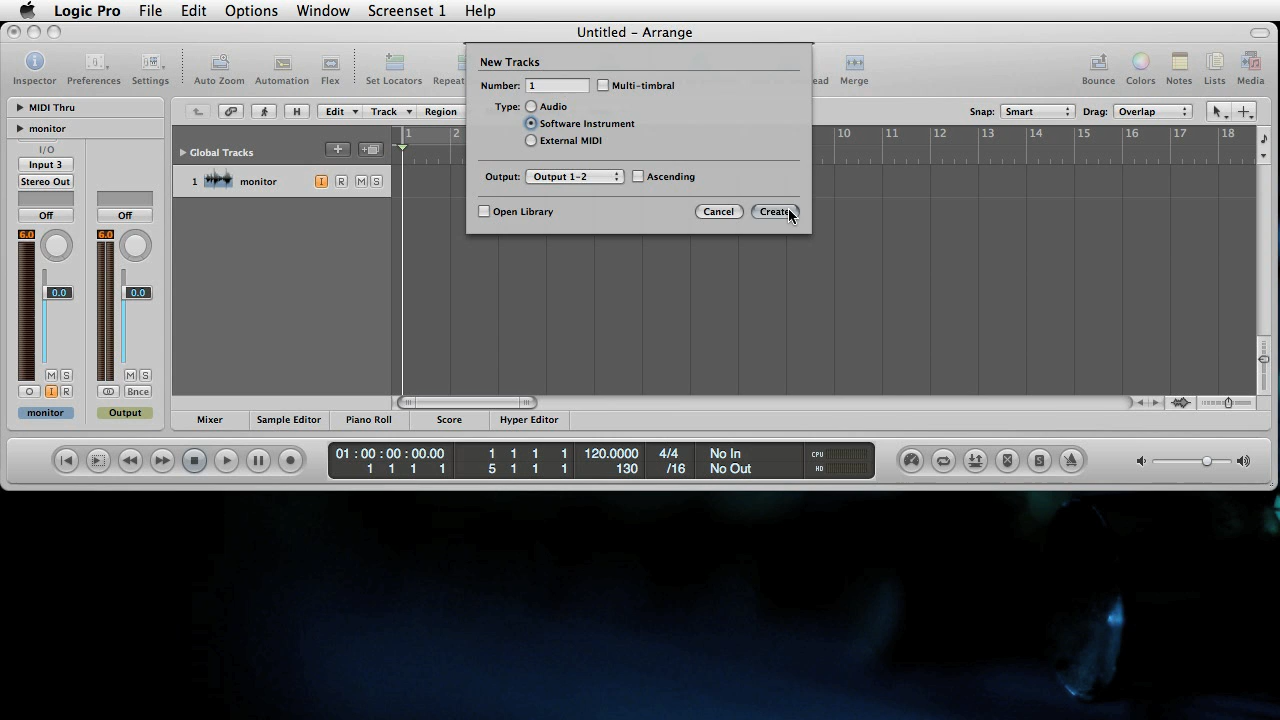 Logic Pro File Edit Options Window Screenset 1 Help
Untitled – Arrange
Inspector Preferences Settings Auto Zoom Automation Flex Set Locators Merge Bounce Colors Notes Lists Media
New Tracks
Number: 1 Multi-timbral
Type: Audio
Software Instrument
External MIDI
Output: Output 1-2 Ascending
Open Library Cancel Create
MIDI Thru
Edit Track Region
Snap: Smart Drag: Overlap
monitor
1 2 10 11 12 13 14 15 16 17 18
Global Tracks
I/O
Input 3
Stereo Out
1 monitor I R M S
Off Off
6.0 6.0
0.0 0.0
M S M S
I R Bnce
monitor Output
Mixer Sample Editor Piano Roll Score Hyper Editor
01:00:00:00.00 1 1 1 1 120.0000 4/4 No In CPU
1 1 1 1 5 1 1 1 130 /16 No Out HD